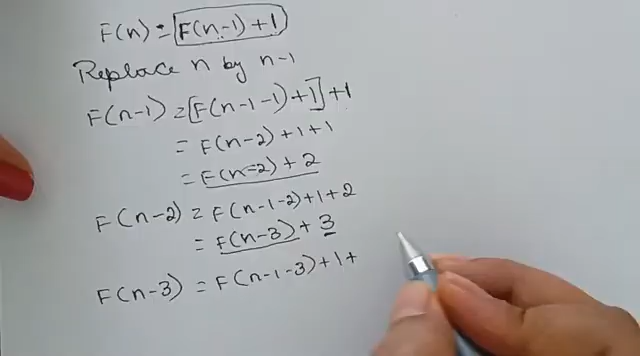 F(n) = F(n-1) + 1
Replace n by n-1
F(n-1) = [F(n-1-1)+1]+1
= F(n-2)+1+1
= F(n-2) + 2
F(n-2) = F(n-1-2)+1+2
= F(n-3) + 3
F(n-3) = F(n-1-3)+1+